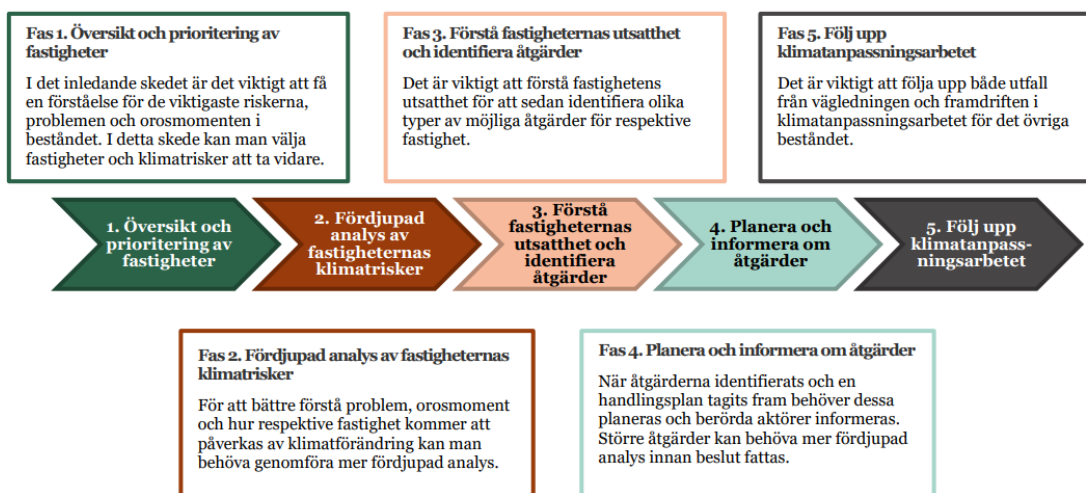 Fas 1. Översikt och prioritering av
fastigheter
I det inledande skedet är det viktigt att få
en förståelse för de viktigaste riskerna,
problemen och orosmomenten i
beståndet. I detta skede kan man välja
fastigheter och klimatrisker att ta vidare.
Fas 3. Förstå fastigheternas utsatthet
och identifiera åtgärder
Det är viktigt att förstå fastighetens
utsatthet för att sedan identifiera olika
typer av möjliga åtgärder för respektive
fastighet.
Fas 5. Följ upp
klimatanpassningsarbetet
Det är viktigt att följa upp både utfall
från vägledningen och framdriften i
klimatanpassningsarbetet för det övriga
beståndet.
1. Översikt och
prioritering av
fastigheter
2. Fördjupad
analys av
fastigheternas
klimatrisker
3. Förstå
fastigheternas
utsatthet och
identifiera
åtgärder
4. Planera och
informera om
åtgärder
5. Följ upp
klimatanpass-
ningsarbetet
Fas 2. Fördjupad analys av fastigheternas
klimatrisker
För att bättre förstå problem, orosmoment
och hur respektive fastighet kommer att
påverkas av klimatförändring kan man
behöva genomföra mer fördjupad analys.
Fas 4. Planera och informera om åtgärder
När åtgärderna identifierats och en
handlingsplan tagits fram behöver dessa
planeras och berörda aktörer informeras.
Större åtgärder kan behöva mer fördjupad
analys innan beslut fattas.